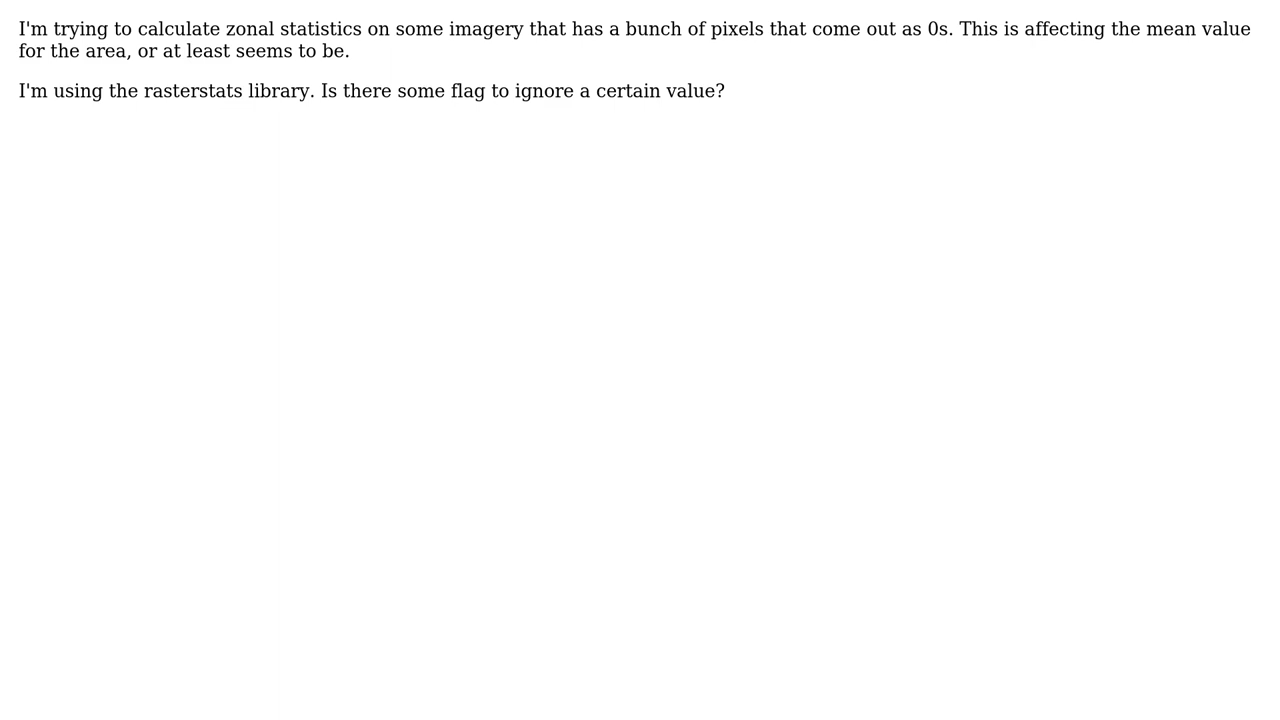 I'm trying to calculate zonal statistics on some imagery that has a bunch of pixels that come out as 0s. This is affecting the mean value
for the area, or at least seems to be.
I'm using the rasterstats library. Is there some flag to ignore a certain value?